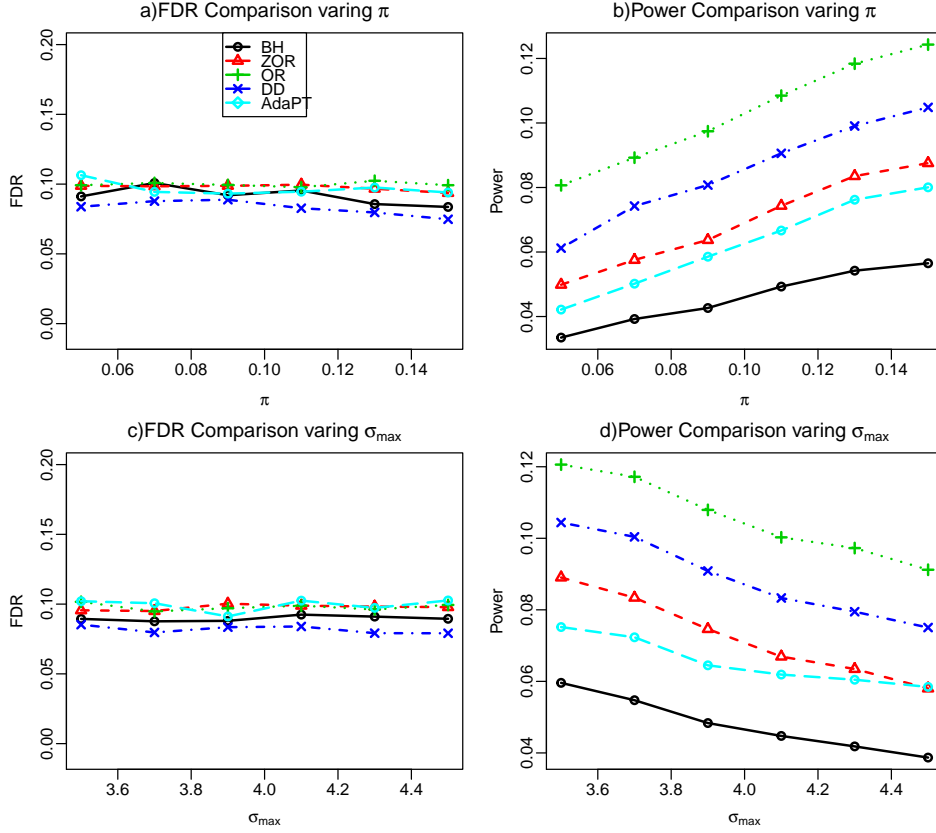 a)FDR Comparison varing π
FDR
0.00
0.05
0.10
0.15
0.20
BH
ZOR
OR
DD
AdaPT
0.06
0.08
0.10
0.12
0.14
π
b)Power Comparison varing π
Power
0.04
0.06
0.08
0.10
0.12
0.06
0.08
0.10
0.12
0.14
π
c)FDR Comparison varing σmax
FDR
0.00
0.05
0.10
0.15
0.20
3.6
3.8
4.0
4.2
4.4
σmax
d)Power Comparison varing σmax
Power
0.04
0.06
0.08
0.10
0.12
3.6
3.8
4.0
4.2
4.4
σmax